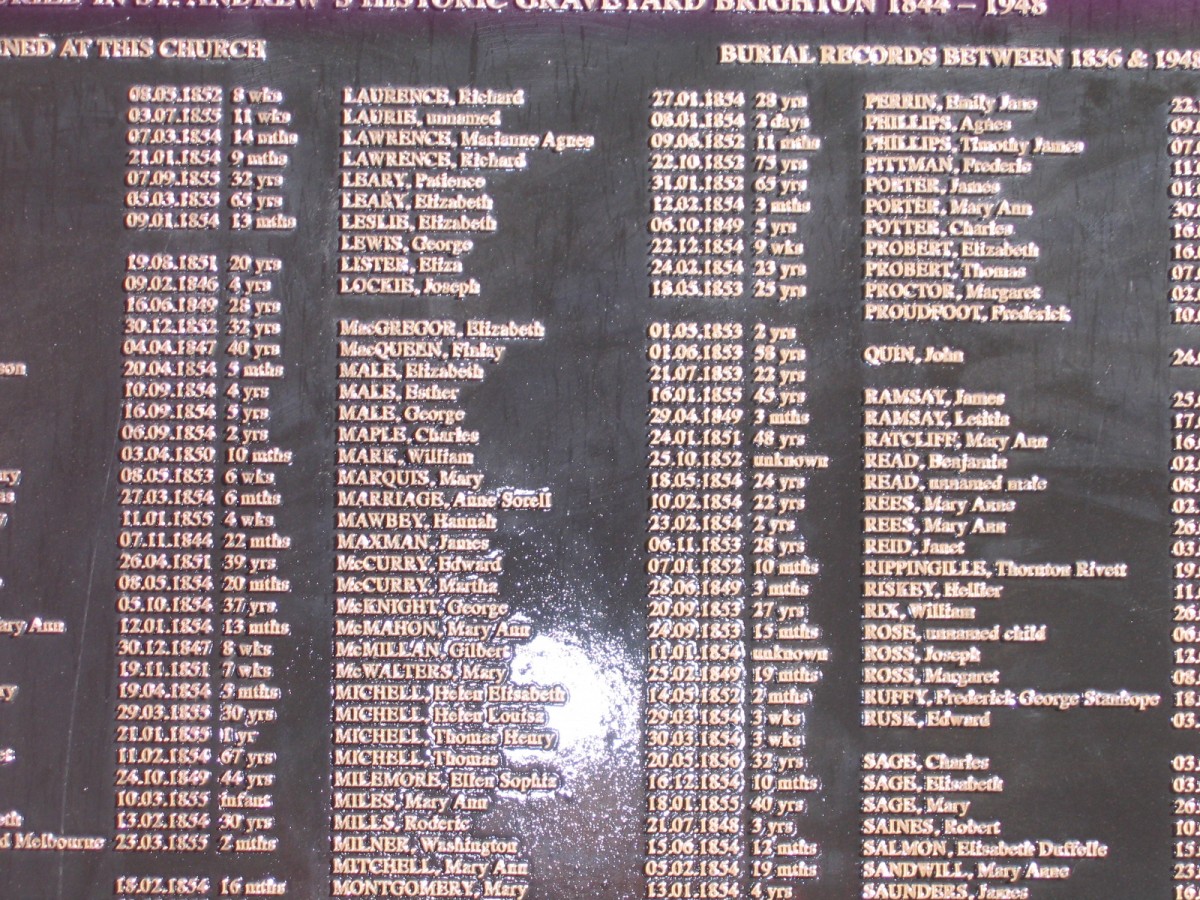 IN ST. ANDREW'S HISTORIC GRAVEYARD BRIGHTON 1844 – 1948
AT THIS CHURCH
BURIAL RECORDS BETWEEN 1856 & 1948
08.05.1852 8 wks
03.07.1855 11 wks
07.03.1854 14 mths
21.01.1854 9 mths
07.09.1855 32 yrs
05.03.1855 65 yrs
09.01.1854 13 mths
19.08.1851 20 yrs
09.02.1846 4 yrs
16.06.1849 28 yrs
30.12.1852 32 yrs
04.04.1847 40 yrs
20.04.1854 5 mths
10.09.1854 4 yrs
16.09.1854 5 yrs
06.09.1854 2 yrs
03.04.1850 10 mths
08.05.1853 6 wks
27.03.1854 6 mths
11.01.1855 4 wks
07.11.1844 22 mths
26.04.1851 39 yrs
08.05.1854 20 mths
05.10.1854 37 yrs
Ann 12.01.1854 13 mths
30.12.1847 8 wks
19.11.1851 7 wks
19.04.1854 5 mths
29.03.1855 30 yrs
21.01.1855 1 yr
11.02.1854 67 yrs
24.10.1849 44 yrs
10.03.1855 infant
13.02.1854 30 yrs
Melbourne 23.03.1855 2 mths
18.02.1854 16 mths
LAURENCE, Richard 27.01.1854 28 yrs
LAURIE, unnamed 08.01.1854 2 days
LAWRENCE, Marianne Agnes 09.06.1852 11 mths
LAWRENCE, Richard 22.10.1852 75 yrs
LEARY, Patience 31.01.1852 65 yrs
LEARY, Elizabeth 12.02.1854 3 mths
LESLIE, Elizabeth 06.10.1849 5 yrs
LEWIS, George 22.12.1854 9 wks
LISTER, Eliza 24.02.1854 23 yrs
LOCKIE, Joseph 18.05.1853 25 yrs
MacGREGOR, Elizabeth 01.05.1853 2 yrs
MacQUEEN, Finlay 01.06.1853 58 yrs
MALE, Elizabeth 21.07.1853 22 yrs
MALE, Esther 16.01.1855 45 yrs
MALE, George 29.04.1849 3 mths
MAPLE, Charles 24.01.1851 48 yrs
MARK, William 25.10.1852 unknown
MARQUIS, Mary 18.05.1854 24 yrs
MARRIAGE, Anne Sorell 10.02.1854 22 yrs
MAWBEY, Hannah 23.02.1854 2 yrs
MAXMAN, James 06.11.1853 28 yrs
McCURRY, Edward 07.01.1852 10 mths
McCURRY, Martha 28.06.1849 3 mths
McKNIGHT, George 20.09.1853 27 yrs
McMAHON, Mary Ann 24.09.1853 15 mths
McMILLAN, Gilbert 11.01.1854 unknown
McWALTERS, Mary 25.02.1849 19 mths
MICHELL, Helen Elisabeth 14.05.1852 2 mths
MICHELL, Helen Louisa 29.03.1854 3 wks
MICHELL, Thomas Henry 30.03.1854 3 wks
MICHELL, Thomas 20.05.1856 32 yrs
MILEMORE, Ellen Sophia 16.12.1854 10 mths
MILES, Mary Ann 18.01.1855 40 yrs
MILLS, Roderic 21.07.1848 3 yrs
MILNER, Washington 15.06.1854 12 mths
MITCHELL, Mary Ann 05.02.1854 19 mths
MONTGOMERY, Mary 13.01.1854 4 yrs
PERRIN, Emily Jane
PHILLIPS, Agnes
PHILLIPS, Timothy James
PITTMAN, Frederic
PORTER, James
PORTER, Mary Ann
POTTER, Charles
PROBERT, Elizabeth
PROBERT, Thomas
PROCTOR, Margaret
PROUDFOOT, Frederick
QUIN, John
RAMSAY, James
RAMSAY, Letitia
RATCLIFF, Mary Ann
READ, Benjamin
READ, unnamed male
REES, Mary Anne
REES, Mary Ann
REID, Janet
RIPPINGILLE, Thornton Rivett
RISKEY, Hellier
RIX, William
ROSE, unnamed child
ROSS, Joseph
ROSS, Margaret
RUFFY, Frederick George Stanhope
RUSK, Edward
SAGE, Charles
SAGE, Elisabeth
SAGE, Mary
SAINES, Robert
SALMON, Elisabeth Duffolle
SANDWILL, Mary Anne
SAUNDERS, James